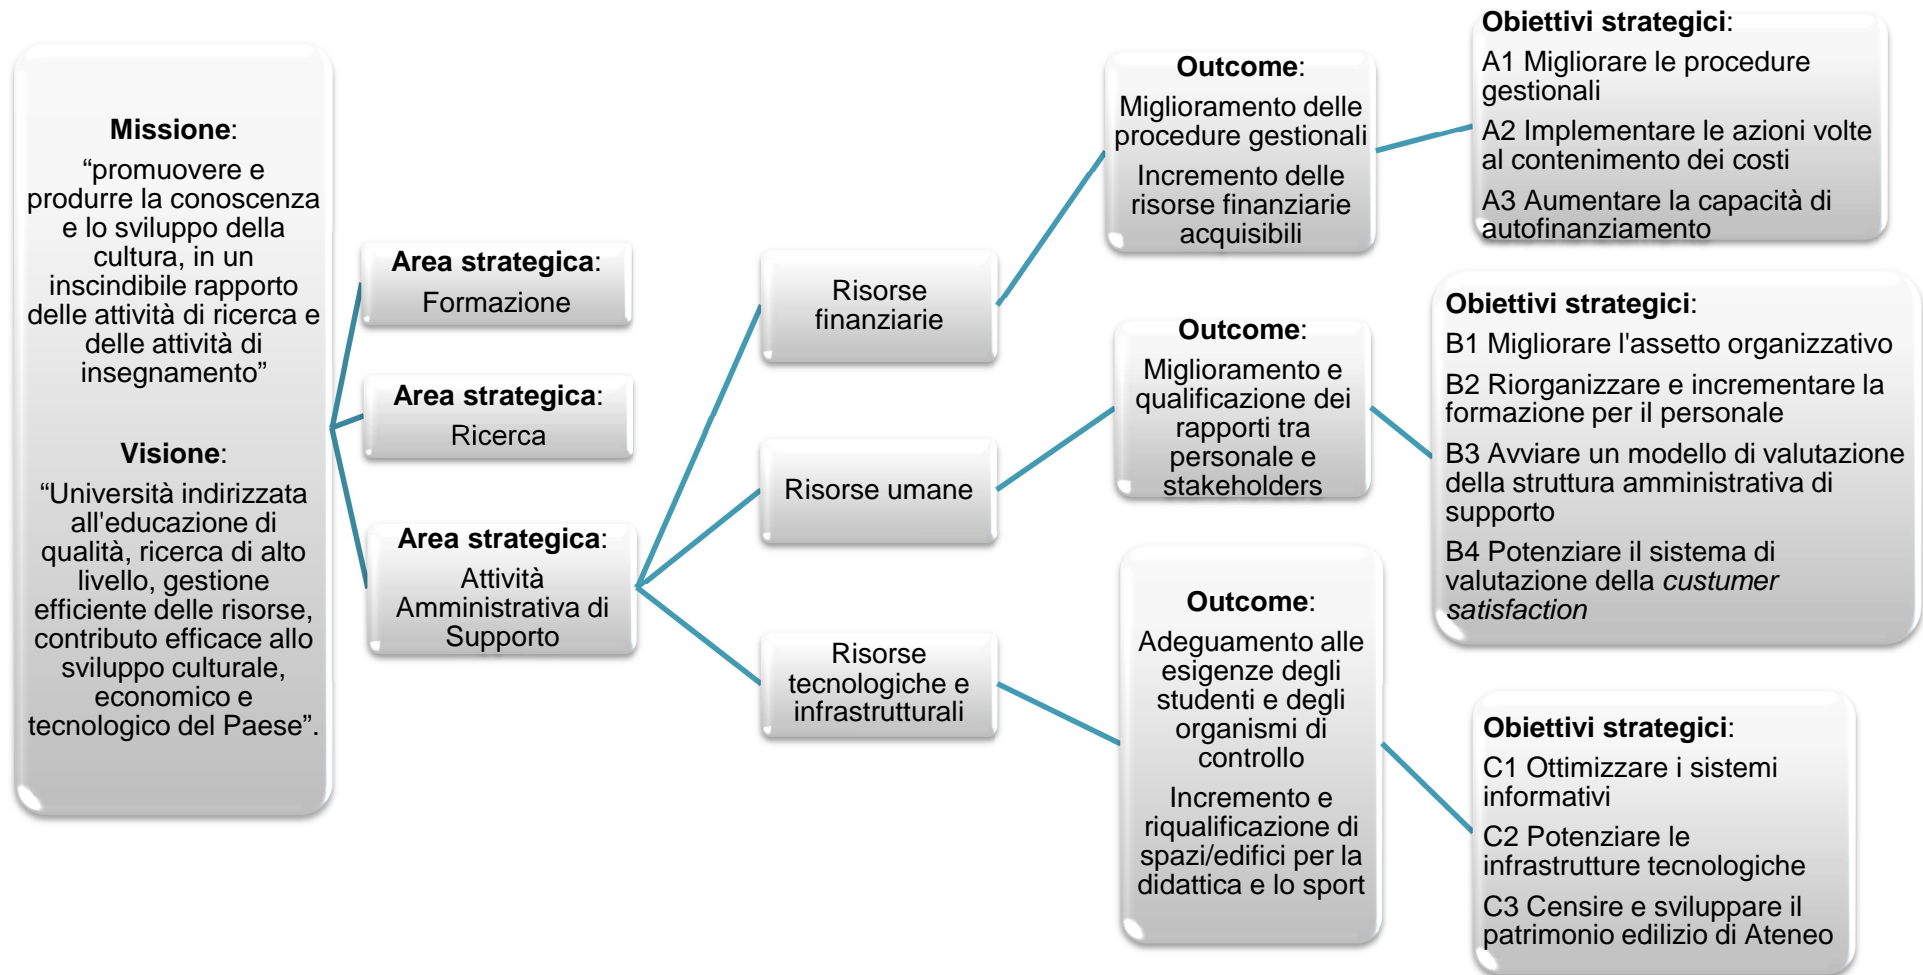 Missione:
“promuovere e
produrre la conoscenza
e lo sviluppo della
cultura, in un
inscindibile rapporto
delle attività di ricerca e
delle attività di
insegnamento”
Visione:
“Università indirizzata
all'educazione di
qualità, ricerca di alto
livello, gestione
efficiente delle risorse,
contributo efficace allo
sviluppo culturale,
economico e
tecnologico del Paese”.
Area strategica:
Formazione
Area strategica:
Ricerca
Area strategica:
Attività
Amministrativa di
Supporto
Risorse
finanziarie
Risorse umane
Risorse
tecnologiche e
infrastrutturali
Outcome:
Miglioramento delle
procedure gestionali
Incremento delle
risorse finanziarie
acquisibili
Outcome:
Miglioramento e
qualificazione dei
rapporti tra
personale e
stakeholders
Outcome:
Adeguamento alle
esigenze degli
studenti e degli
organismi di
controllo
Incremento e
riqualificazione di
spazi/edifici per la
didattica e lo sport
Obiettivi strategici:
A1 Migliorare le procedure
gestionali
A2 Implementare le azioni volte
al contenimento dei costi
A3 Aumentare la capacità di
autofinanziamento
Obiettivi strategici:
B1 Migliorare l'assetto organizzativo
B2 Riorganizzare e incrementare la
formazione per il personale
B3 Avviare un modello di valutazione
della struttura amministrativa di
supporto
B4 Potenziare il sistema di
valutazione della custumer
satisfaction
Obiettivi strategici:
C1 Ottimizzare i sistemi
informativi
C2 Potenziare le
infrastrutture tecnologiche
C3 Censire e sviluppare il
patrimonio edilizio di Ateneo